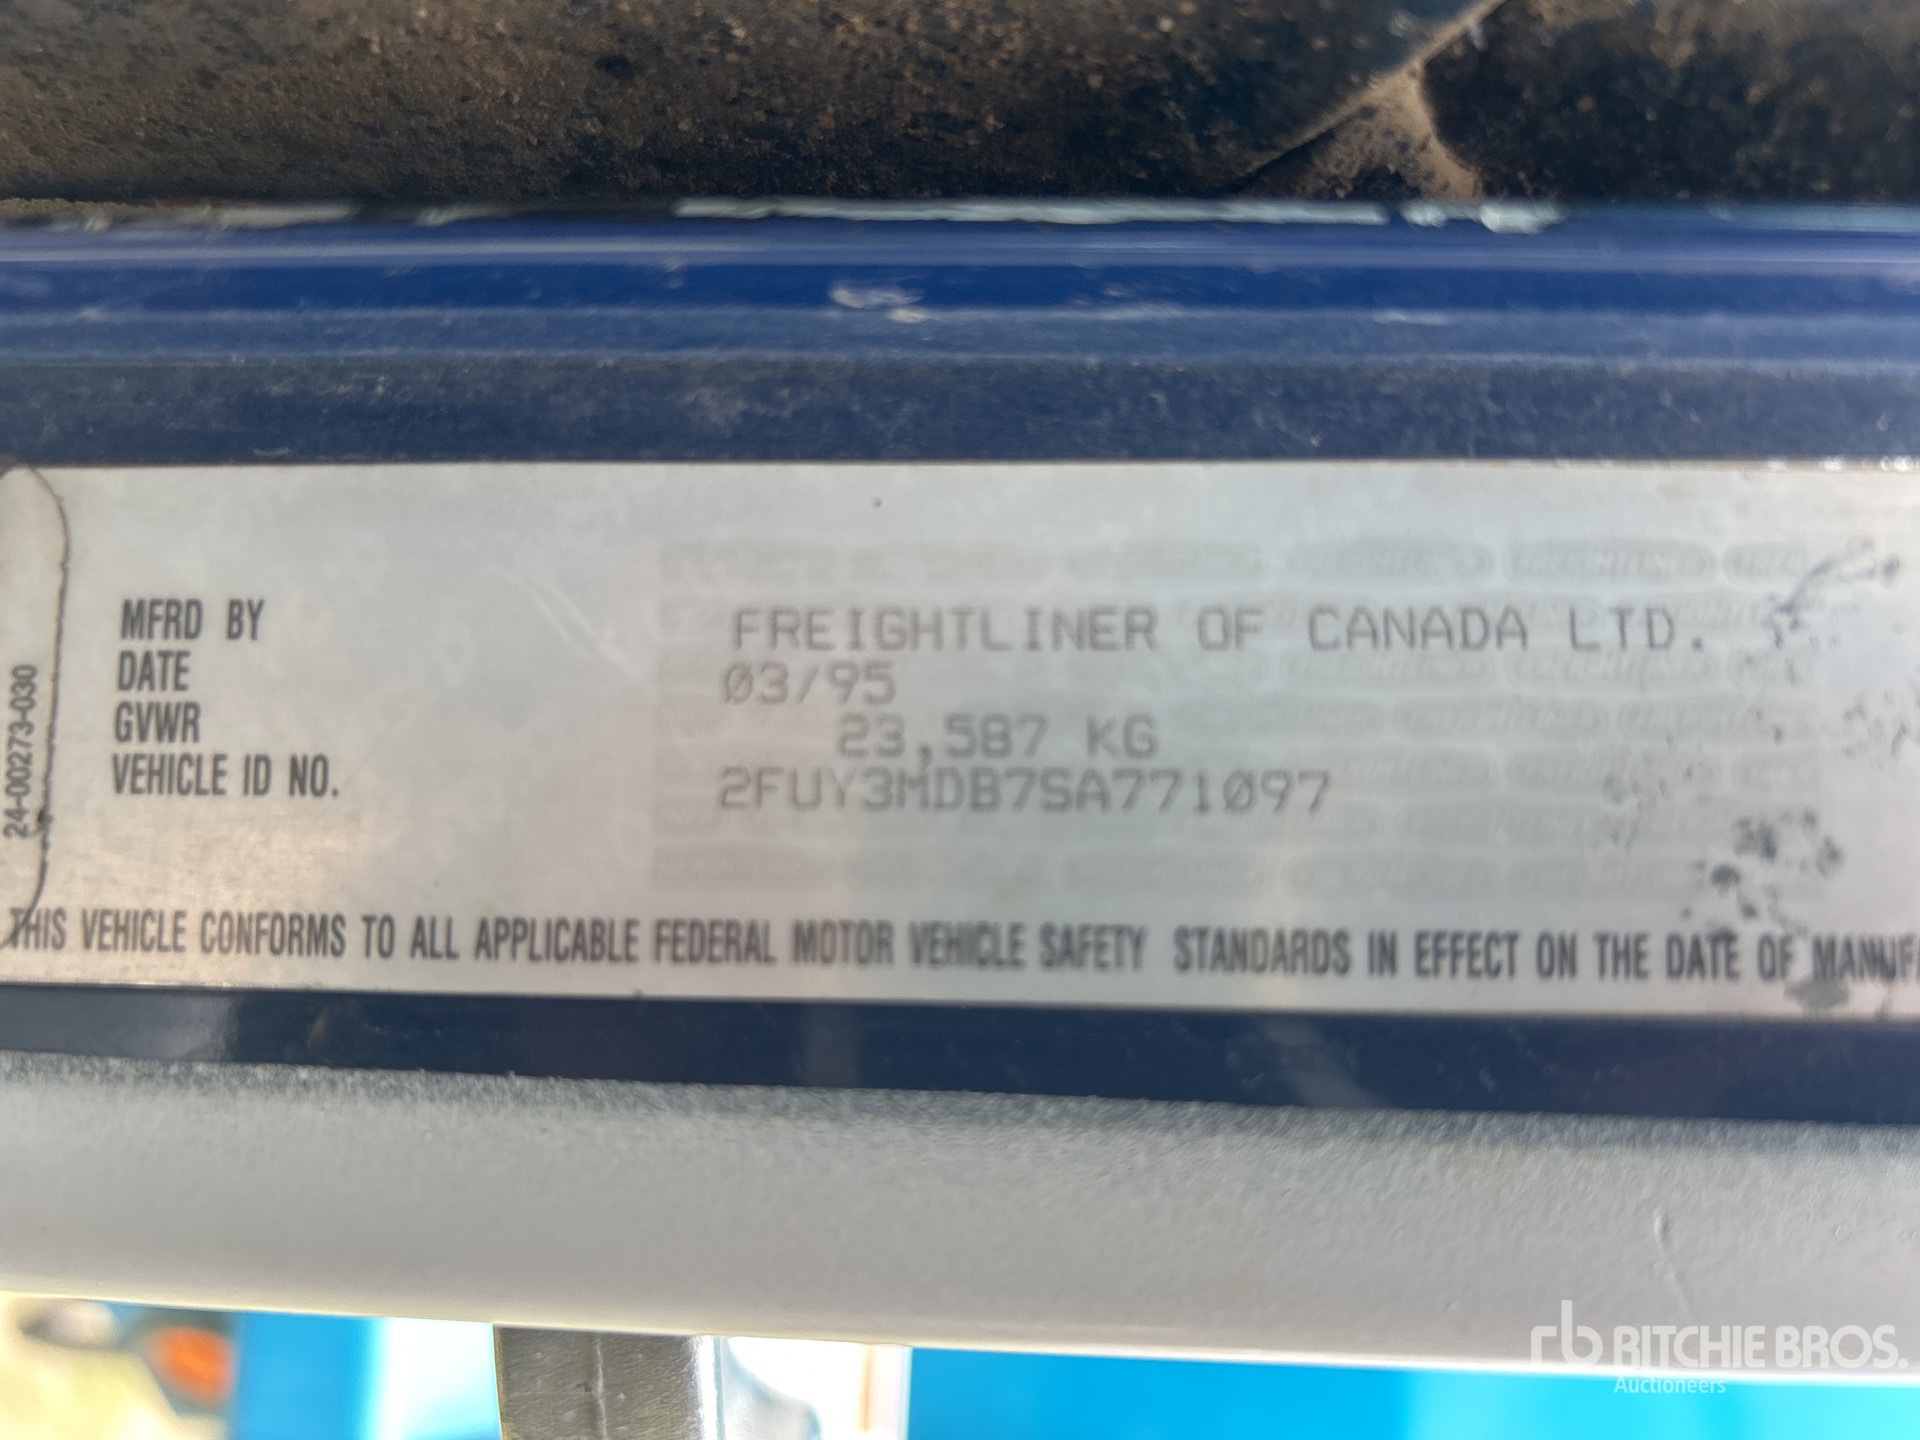 MFRD BY FREIGHTLINER OF CANADA LTD.
DATE 03/95
GVWR 23,587 KG
VEHICLE ID NO. 2FUY3MDB7SA771097
THIS VEHICLE CONFORMS TO ALL APPLICABLE FEDERAL MOTOR VEHICLE SAFETY STANDARDS IN EFFECT ON THE DATE OF MANUFA
24-00273-030
rb RITCHIE BROS.
Auctioneers